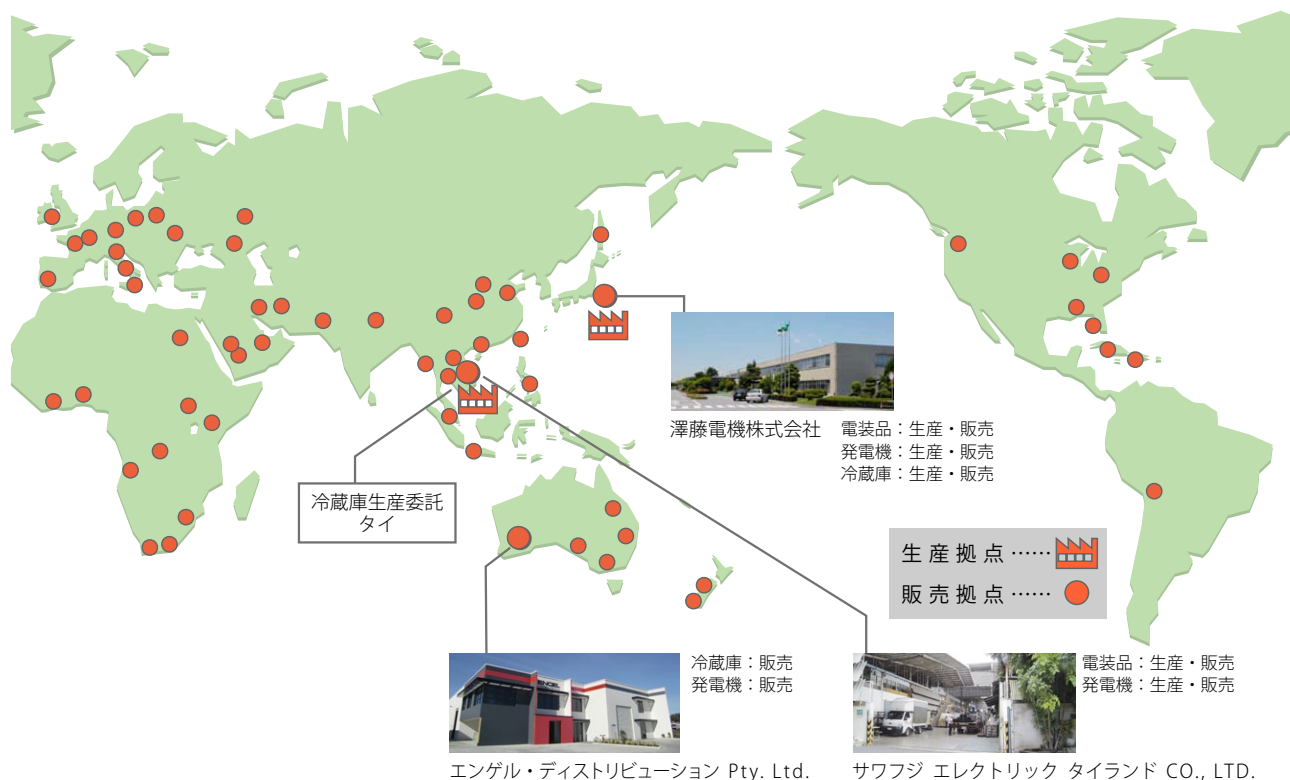 澤藤電機株式会社
電装品：生産・販売
発電機：生産・販売
冷蔵庫：生産・販売
冷蔵庫生産委託
タイ
生産拠点……
販売拠点……
ENGEL
冷蔵庫：販売
発電機：販売
電装品：生産・販売
発電機：生産・販売
エンゲル・ディストリビューション Pty. Ltd.
サワフジ エレクトリック タイランド CO., LTD.